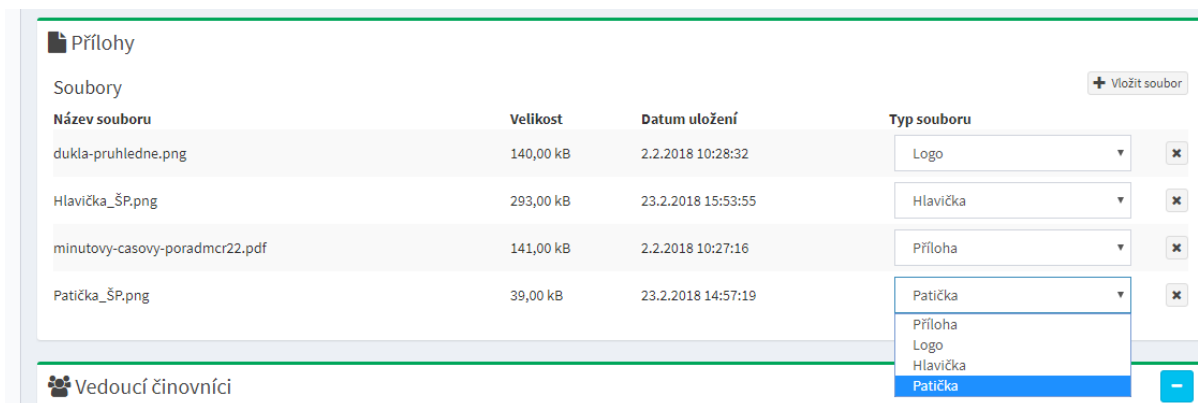 Přílohy
Soubory
Vložit soubor
Název souboru Velikost Datum uložení Typ souboru
dukla-pruhledne.png 140,00 kB 2.2.2018 10:28:32 Logo
Hlavička_ŠP.png 293,00 kB 23.2.2018 15:53:55 Hlavička
minutovy-casovy-poradmcr22.pdf 141,00 kB 2.2.2018 10:27:16 Příloha
Patička_ŠP.png 39,00 kB 23.2.2018 14:57:19 Patička
Příloha
Logo
Hlavička
Patička
Vedoucí činovníci